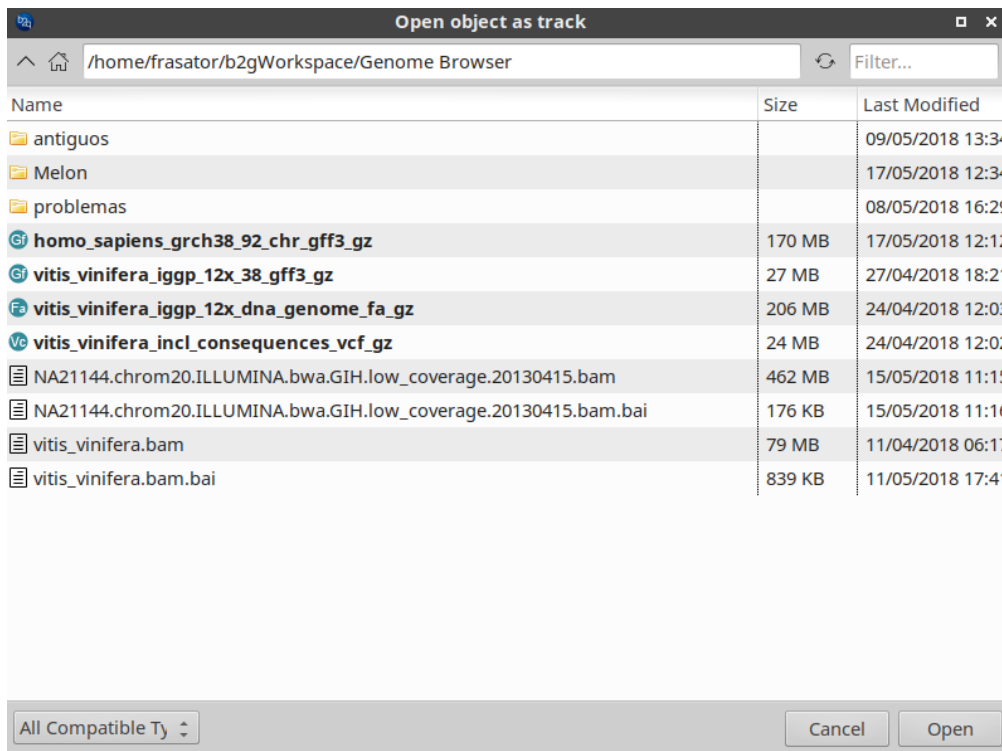 Open object as track
/home/frasator/b2gWorkspace/Genome Browser Filter...
Name Size Last Modified
antiguos 09/05/2018 13:34
Melon 17/05/2018 12:34
problemas 08/05/2018 16:29
Gf homo_sapiens_grch38_92_chr_gff3_gz 170 MB 17/05/2018 12:12
Gf vitis_vinifera_iggp_12x_38_gff3_gz 27 MB 27/04/2018 18:21
Fa vitis_vinifera_iggp_12x_dna_genome_fa_gz 206 MB 24/04/2018 12:03
Vc vitis_vinifera_incl_consequences_vcf_gz 24 MB 24/04/2018 12:02
NA21144.chrom20.ILLUMINA.bwa.GIH.low_coverage.20130415.bam 462 MB 15/05/2018 11:15
NA21144.chrom20.ILLUMINA.bwa.GIH.low_coverage.20130415.bam.bai 176 KB 15/05/2018 11:16
vitis_vinifera.bam 79 MB 11/04/2018 06:17
vitis_vinifera.bam.bai 839 KB 11/05/2018 17:41
All Compatible Ty Cancel Open